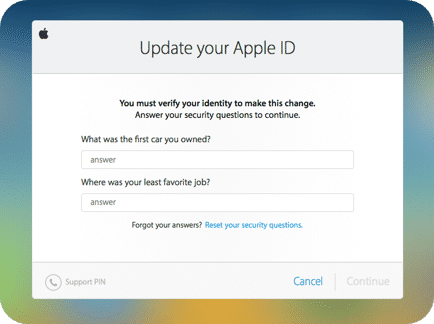 Update your Apple ID
You must verify your identity to make this change.
Answer your security questions to continue.
What was the first car you owned?
answer
Where was your least favorite job?
answer
Forgot your answers? Reset your security questions.
Support PIN
Cancel
Continue